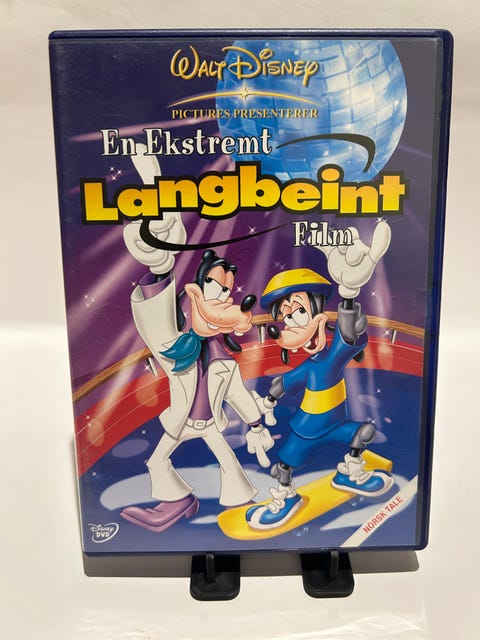 Walt Disney
PICTURES PRESENTERER
En Ekstremt
Langbeint
Film
NORSK TALE
Disney
DVD